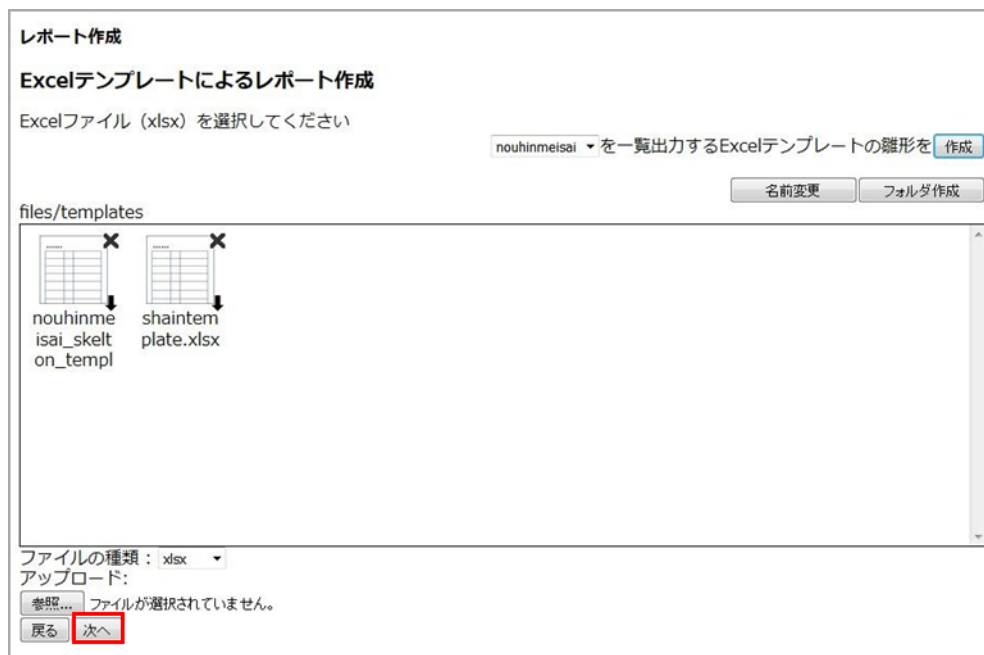 レポート作成
Excelテンプレートによるレポート作成
Excelファイル（xlsx）を選択してください
nouhinmeisai を一覧出力するExcelテンプレートの雛形を 作成
名前変更 フォルダ作成
files/templates
nouhinme
isai_skelt
on_templ
shaintem
plate.xlsx
ファイルの種類： xlsx
アップロード:
参照... ファイルが選択されていません。
戻る 次へ